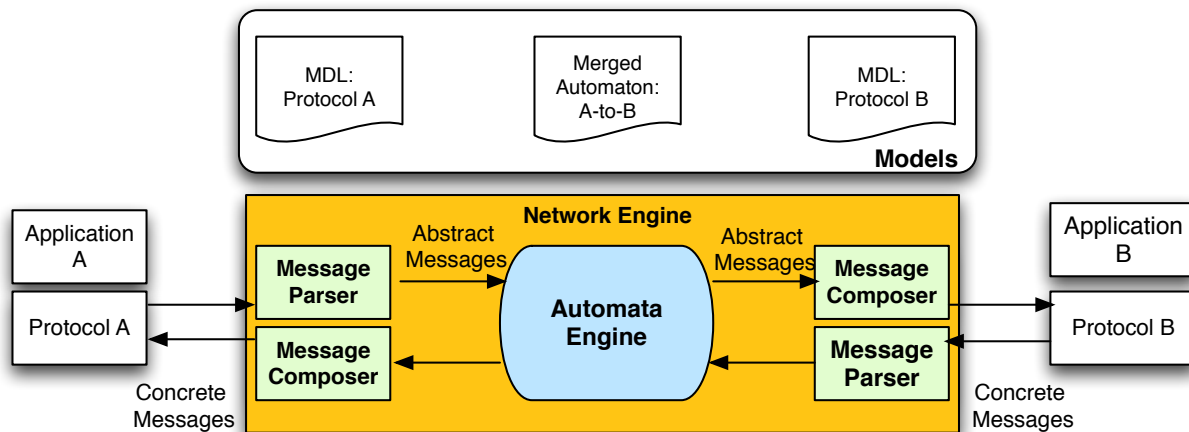 MDL:
Protocol A
Merged
Automaton:
A-to-B
MDL:
Protocol B
Models
Network Engine
Application
A
Protocol A
Concrete
Messages
Message
Parser
Message
Composer
Abstract
Messages
Automata
Engine
Abstract
Messages
Message
Composer
Message
Parser
Application
B
Protocol B
Concrete
Messages